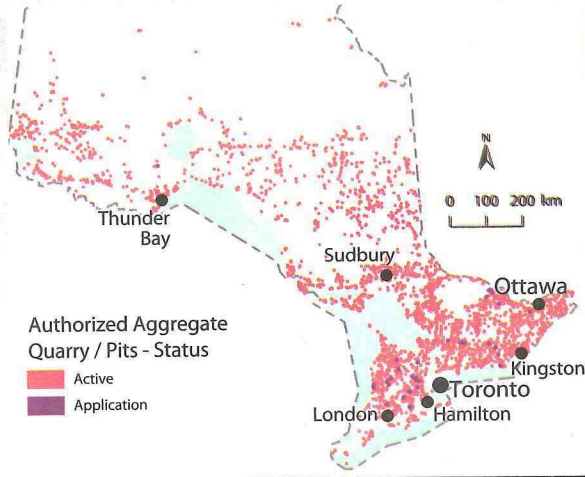 N
0 100 200 km
Thunder
Bay
Sudbury
Ottawa
Authorized Aggregate
Quarry / Pits - Status
Active
Application
Kingston
Toronto
London
Hamilton